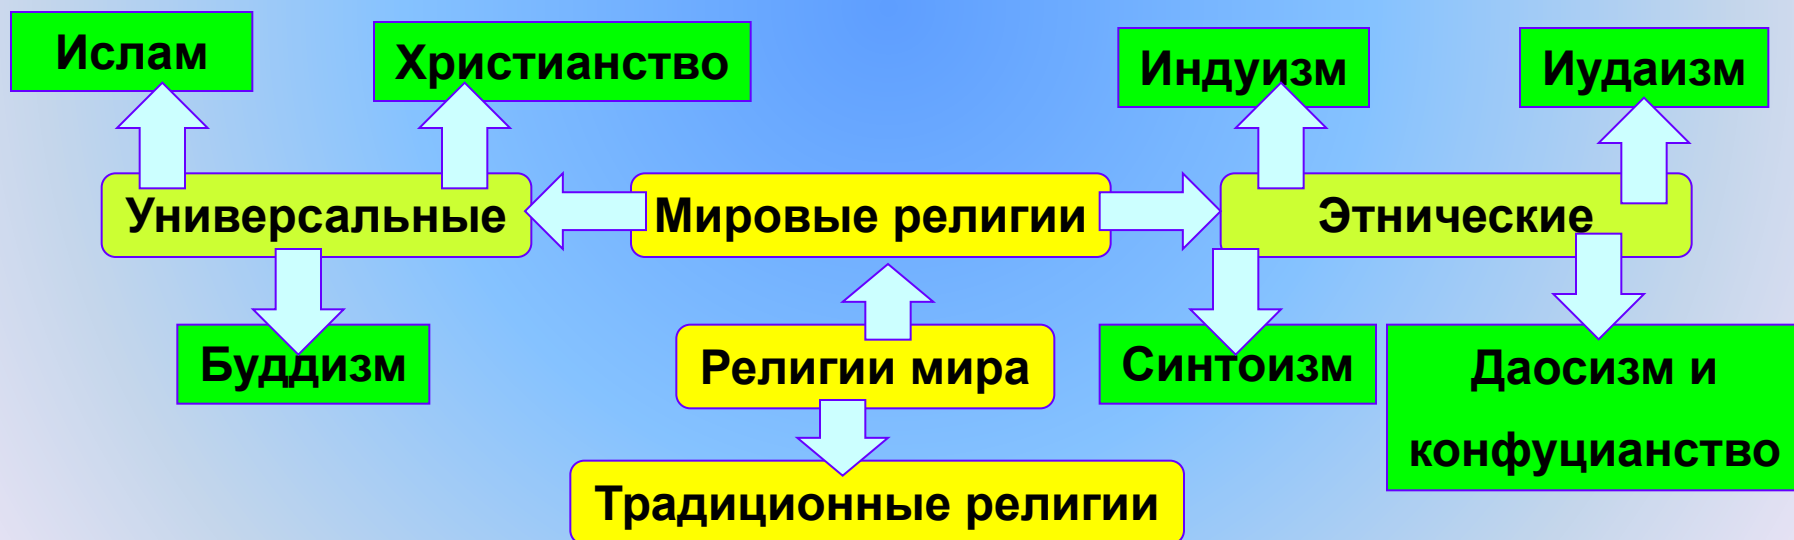 Ислам
Христианство
Индуизм
Иудаизм
Универсальные
Мировые религии
Этнические
Буддизм
Религии мира
Синтоизм
Даосизм и
конфуцианство
Традиционные религии